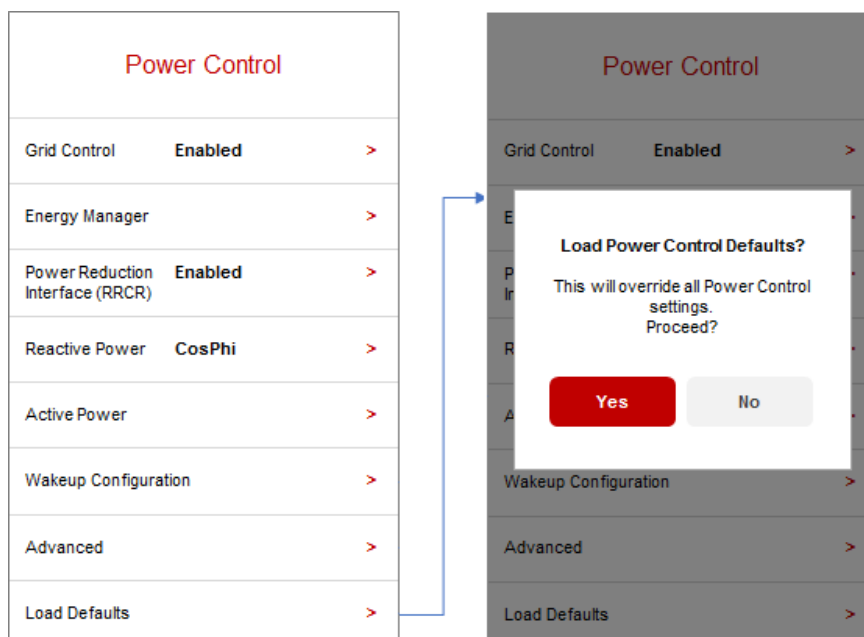 Power Control
Grid Control Enabled >
Energy Manager >
Power Reduction Enabled >
Interface (RRCR)
Reactive Power CosPhi >
Active Power >
Wakeup Configuration >
Advanced >
Load Defaults >
Power Control
Grid Control Enabled >
E
P
In
R
A
Load Power Control Defaults?
This will override all Power Control
settings.
Proceed?
Yes No
Wakeup Configuration >
Advanced >
Load Defaults >